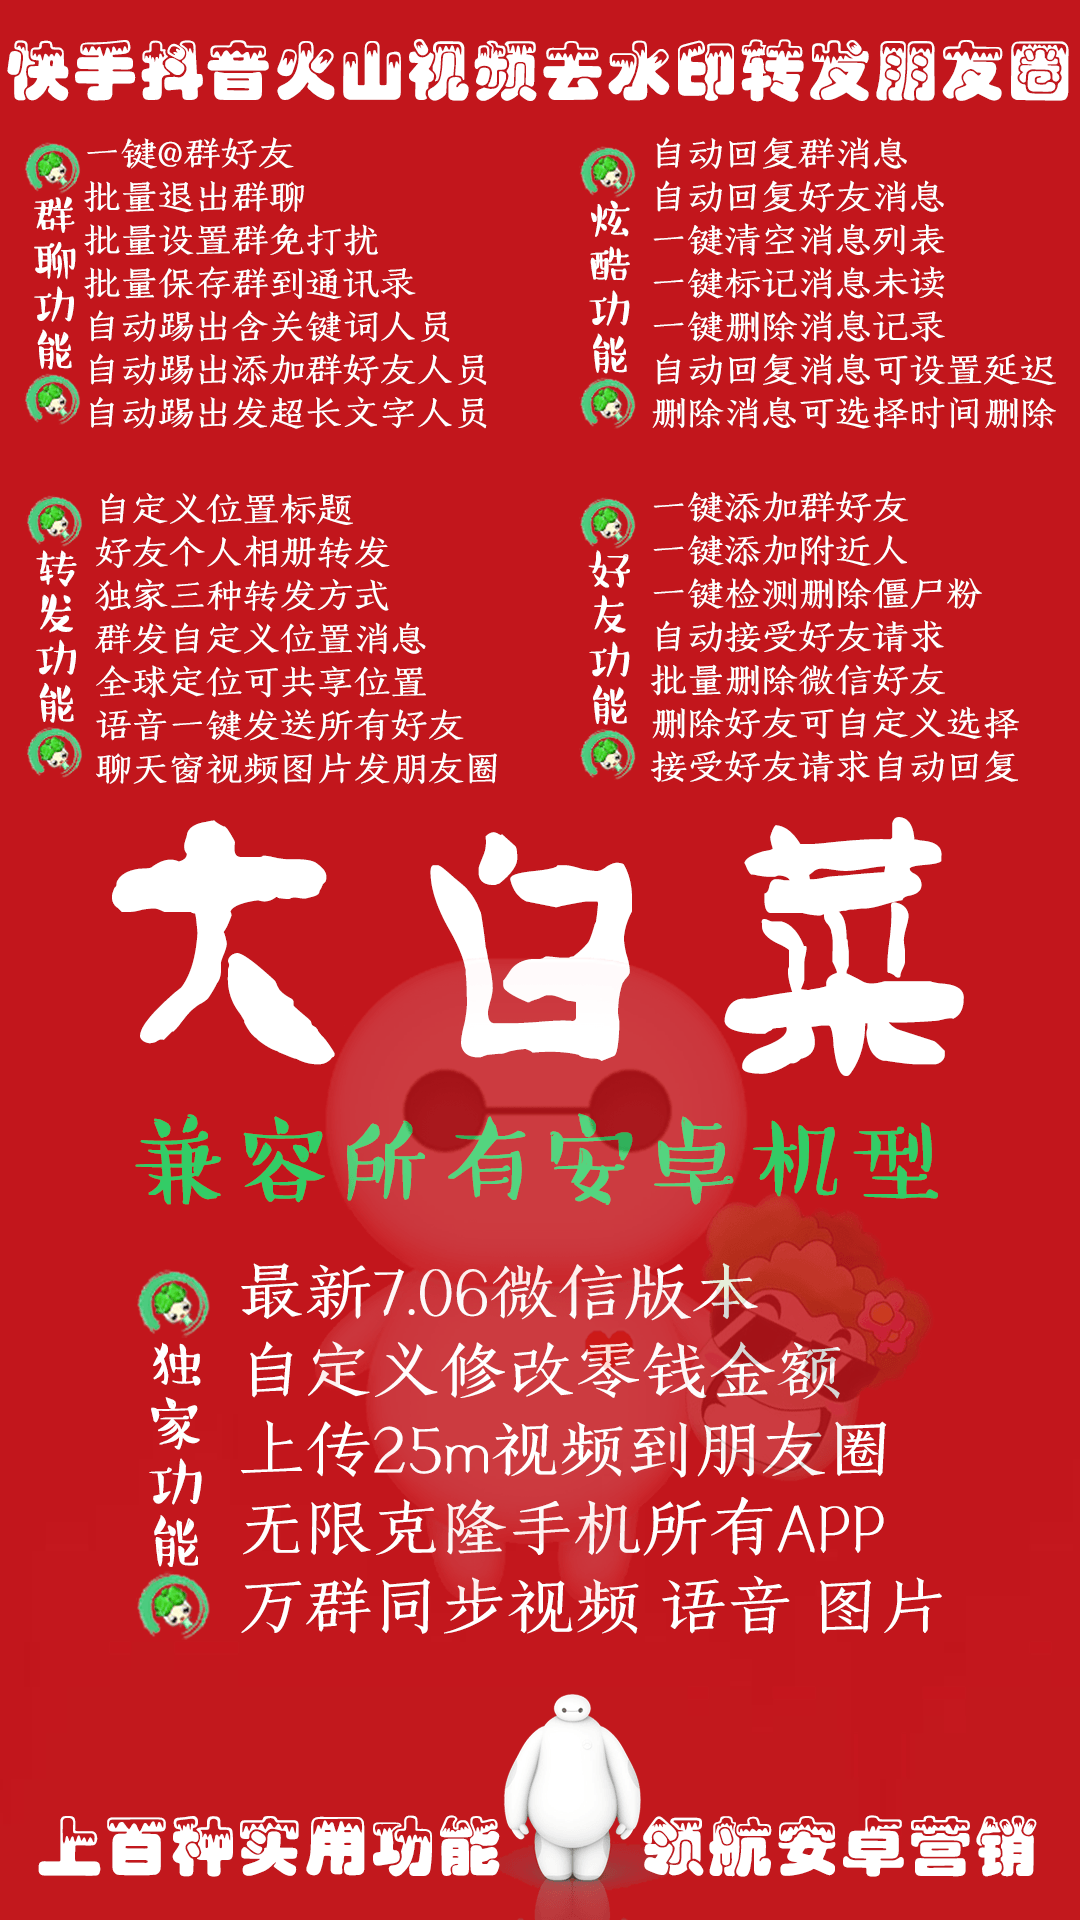 快手抖音火山视频去水印转发朋友圈
群聊功能
一键@群好友
批量退出群聊
批量设置群免打扰
批量保存群到通讯录
自动踢出含关键词人员
自动踢出添加群好友人员
自动踢出发超长文字人员
炫酷功能
自动回复群消息
自动回复好友消息
一键清空消息列表
一键标记消息未读
一键删除消息记录
自动回复消息可设置延迟
删除消息可选择时间删除
转发功能
自定义位置标题
好友个人相册转发
独家三种转发方式
群发自定义位置消息
全球定位可共享位置
语音一键发送所有好友
聊天窗视频图片发朋友圈
好友功能
一键添加群好友
一键添加附近人
一键检测删除僵尸粉
自动接受好友请求
批量删除微信好友
删除好友可自定义选择
接受好友请求自动回复
大白菜
兼容所有安卓机型
独家功能
最新7.06微信版本
自定义修改零钱金额
上传25m视频到朋友圈
无限克隆手机所有APP
万群同步视频 语音 图片
上百种实用功能 领航安卓营销